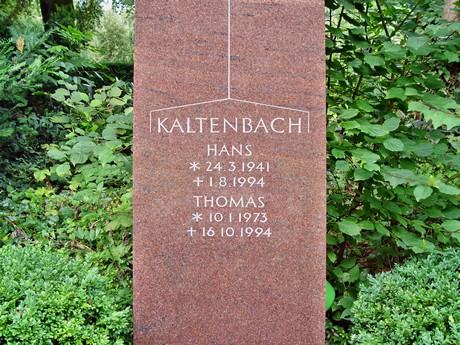 KALTENBACH
HANS
* 24.3.1941
+ 1.8.1994
THOMAS
* 10.1.1973
+ 16.10.1994